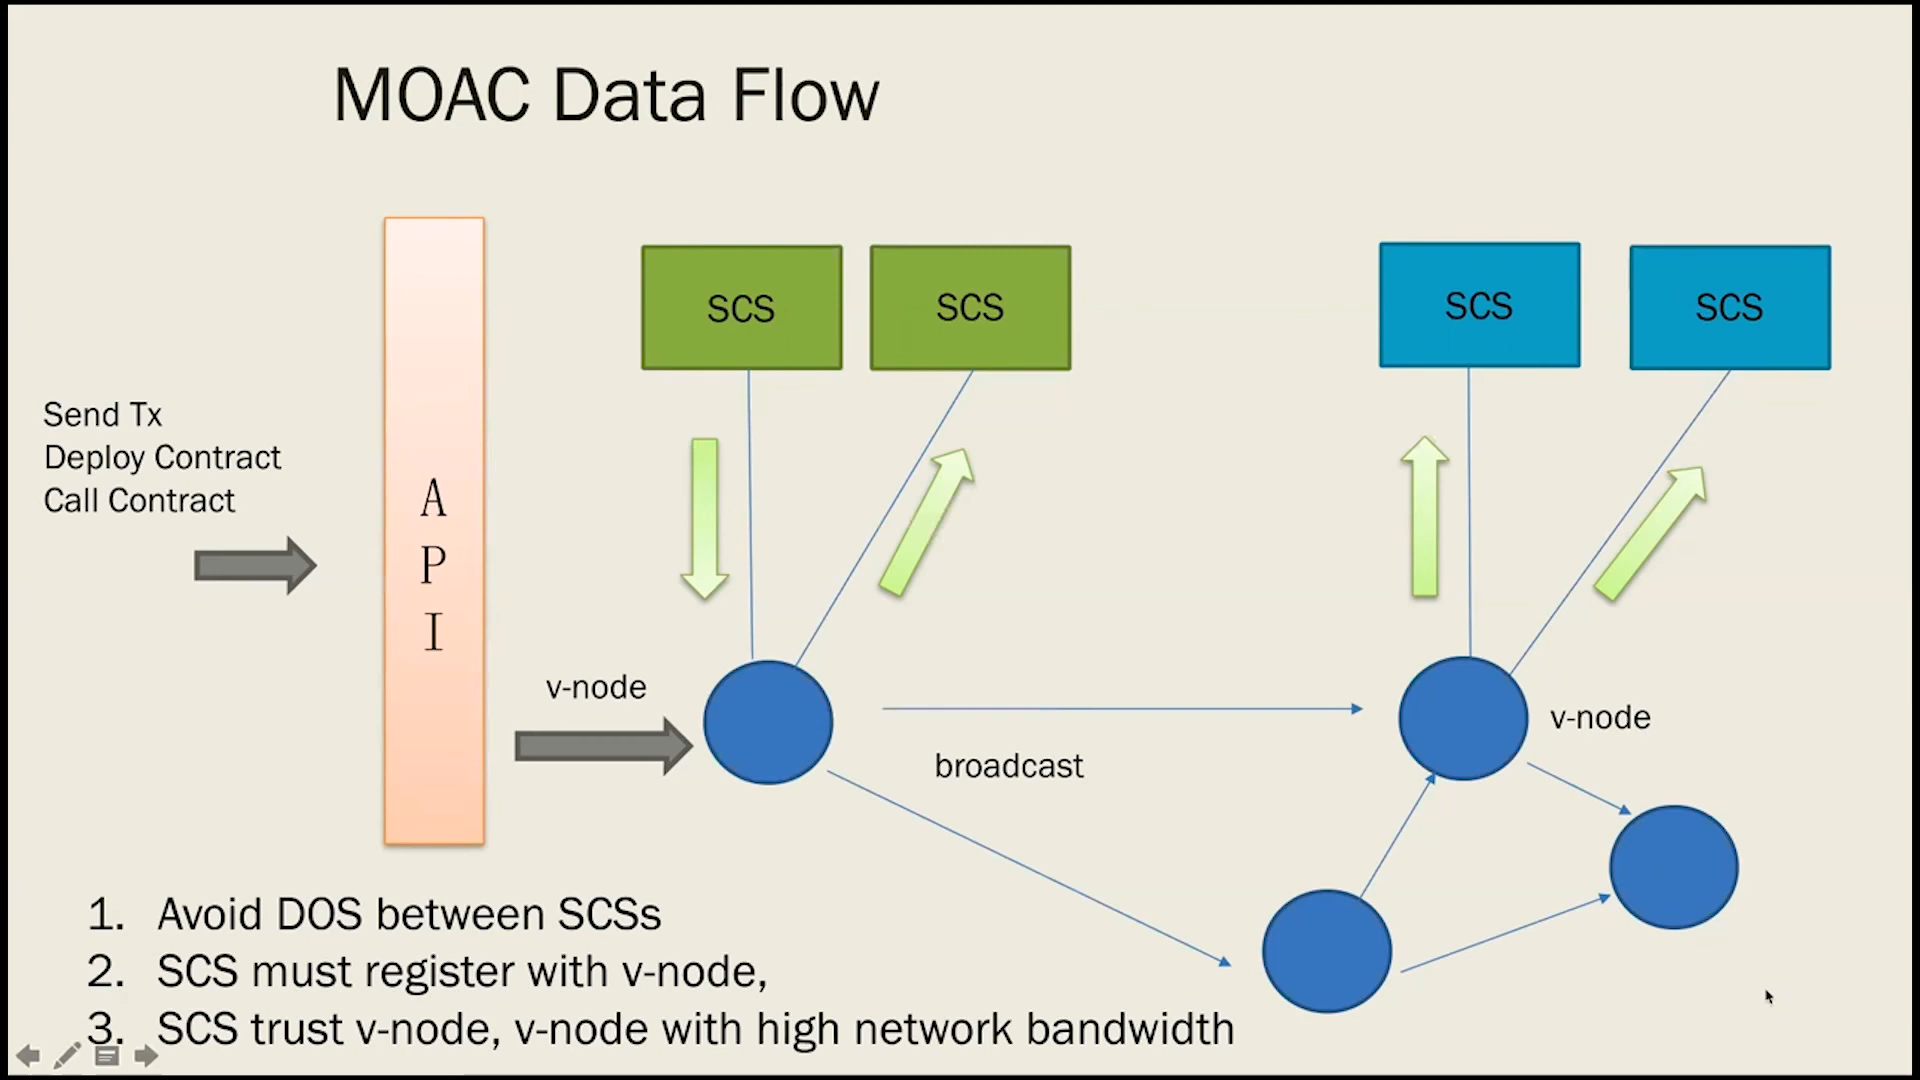 MOAC Data Flow
SCS
SCS
SCS
SCS
Send Tx
Deploy Contract
Call Contract
A
P
I
v-node
v-node
broadcast
1. Avoid DOS between SCSs
2. SCS must register with v-node,
3. SCS trust v-node, v-node with high network bandwidth